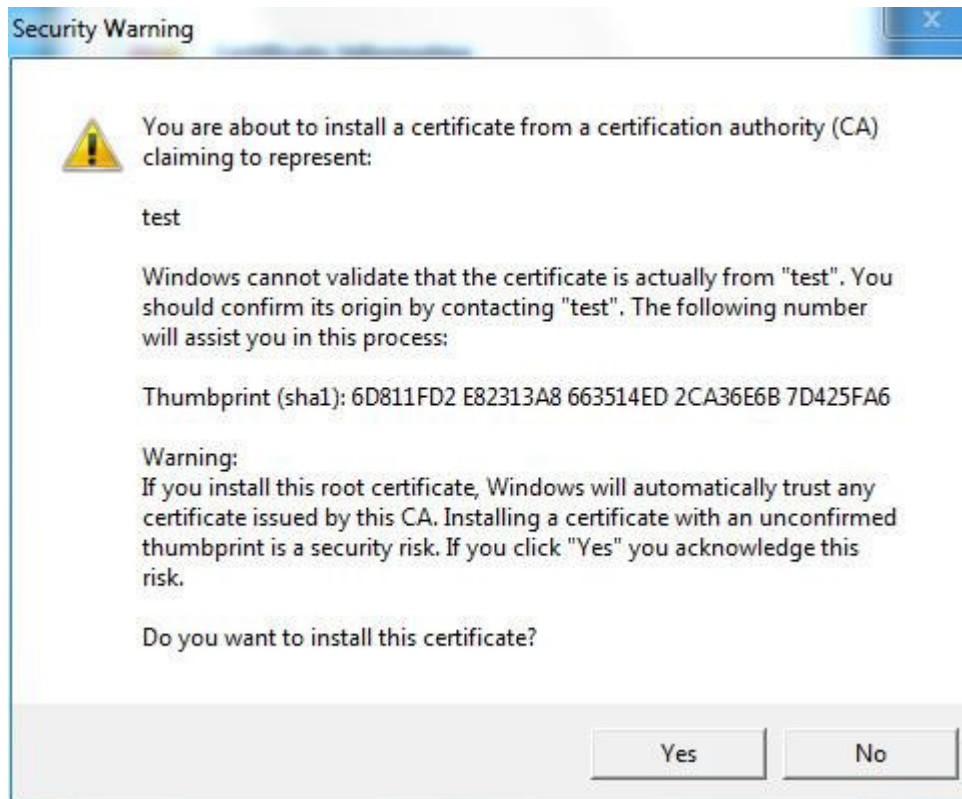 Security Warning
You are about to install a certificate from a certification authority (CA)
claiming to represent:
test
Windows cannot validate that the certificate is actually from "test". You
should confirm its origin by contacting "test". The following number
will assist you in this process:
Thumbprint (sha1): 6D811FD2 E82313A8 663514ED 2CA36E6B 7D425FA6
Warning:
If you install this root certificate, Windows will automatically trust any
certificate issued by this CA. Installing a certificate with an unconfirmed
thumbprint is a security risk. If you click "Yes" you acknowledge this
risk.
Do you want to install this certificate?
Yes
No